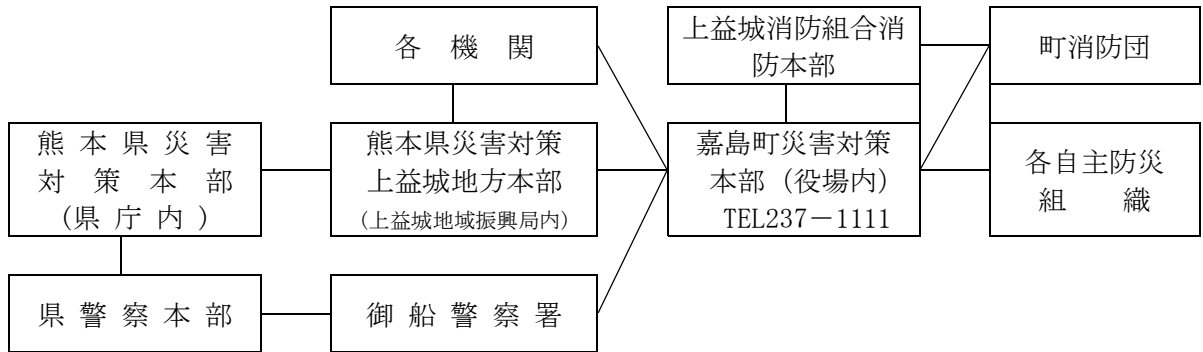 各 機 関
上益城消防組合消
防本部
町消防団
熊 本 県 災 害
対 策 本 部
(県 庁 内 )
熊本県災害対策
上益城地方本部
(上益城地域振興局内)
嘉島町災害対策
本部（役場内）
TEL237－1111
各自主防災
組 織
県 警 察 本 部
御 船 警 察 署